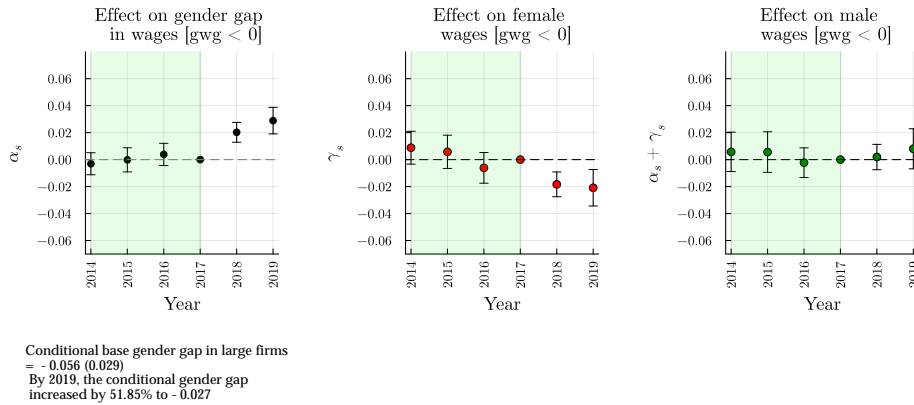 Effect on gender gap
in wages [gwg < 0]
0.06
0.04
0.02
0.00
−0.02
−0.04
−0.06
α_s
2014
2015
2016
2017
2018
2019
Year
Effect on female
wages [gwg < 0]
0.06
0.04
0.02
0.00
−0.02
−0.04
−0.06
γ_s
2014
2015
2016
2017
2018
2019
Year
Effect on male
wages [gwg < 0]
0.06
0.04
0.02
0.00
−0.02
−0.04
−0.06
α_s + γ_s
2014
2015
2016
2017
2018
2019
Year
Conditional base gender gap in large firms
= - 0.056 (0.029)
By 2019, the conditional gender gap
increased by 51.85% to - 0.027